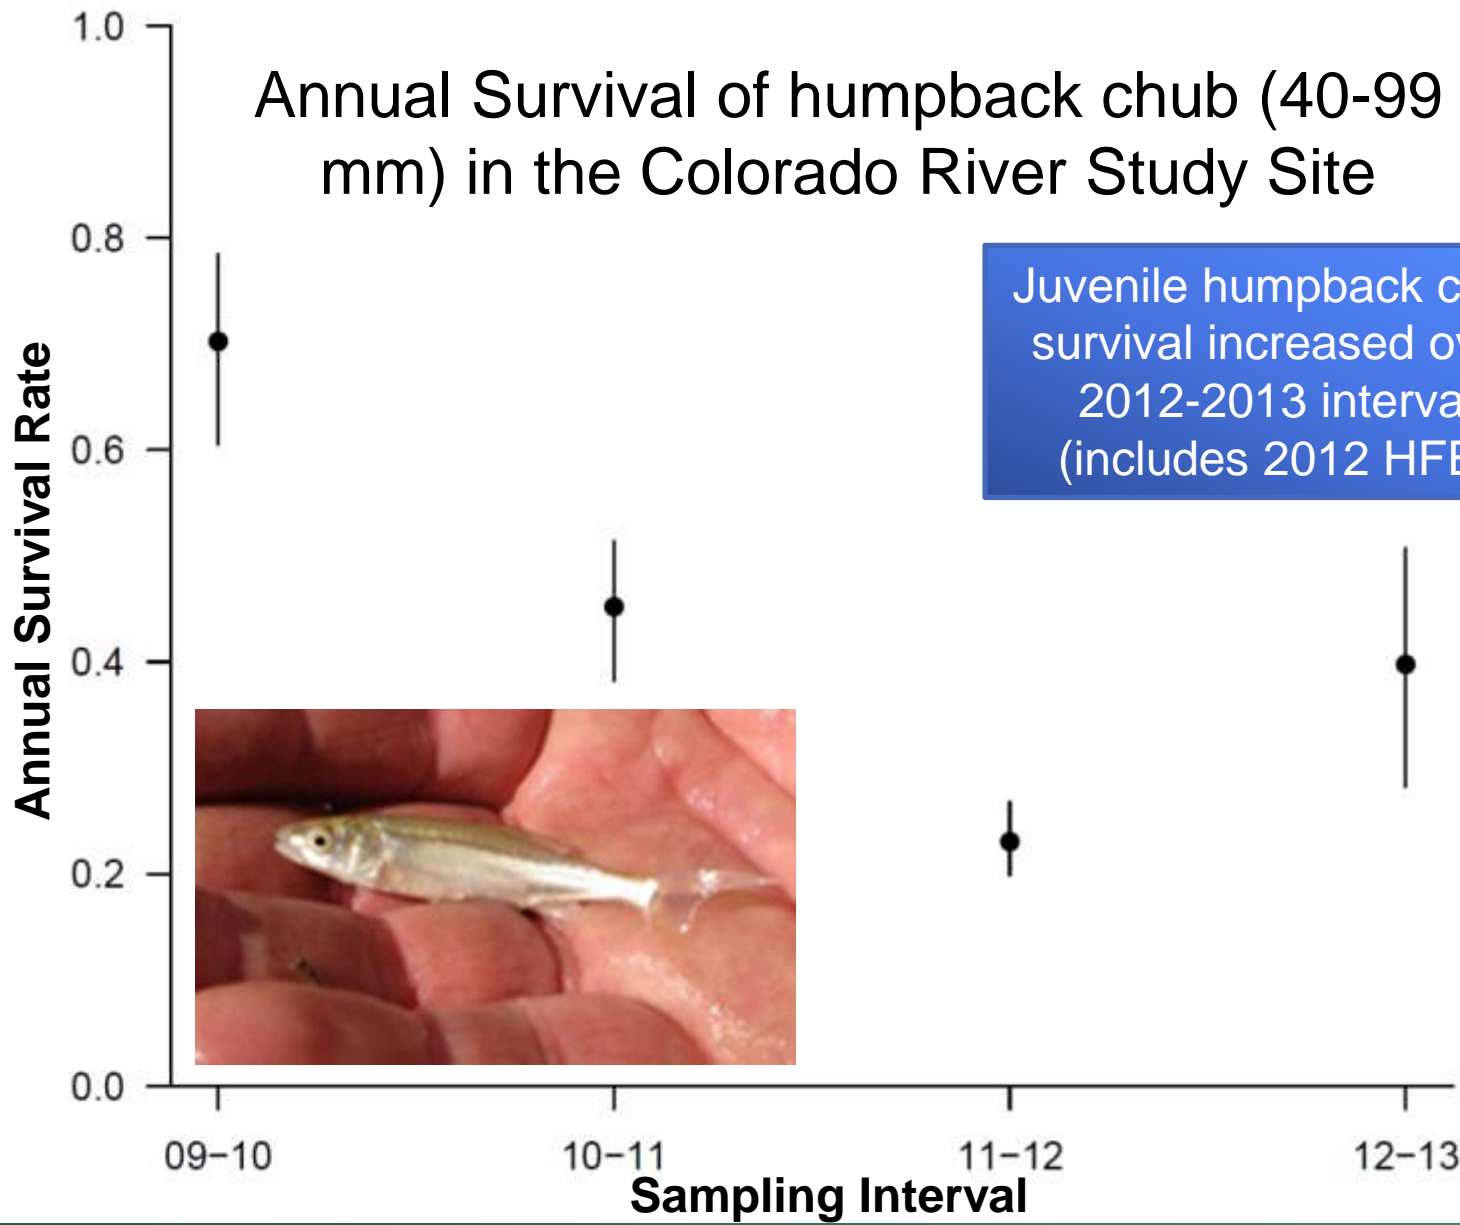 Annual Survival of humpback chub (40-99
mm) in the Colorado River Study Site
Juvenile humpback
survival increased
2012-2013
(includes 2012
Annual Survival Rate
1.0
0.8
0.6
0.4
0.2
0.0
09−10
10−11
11−12
12−13
Sampling Interval